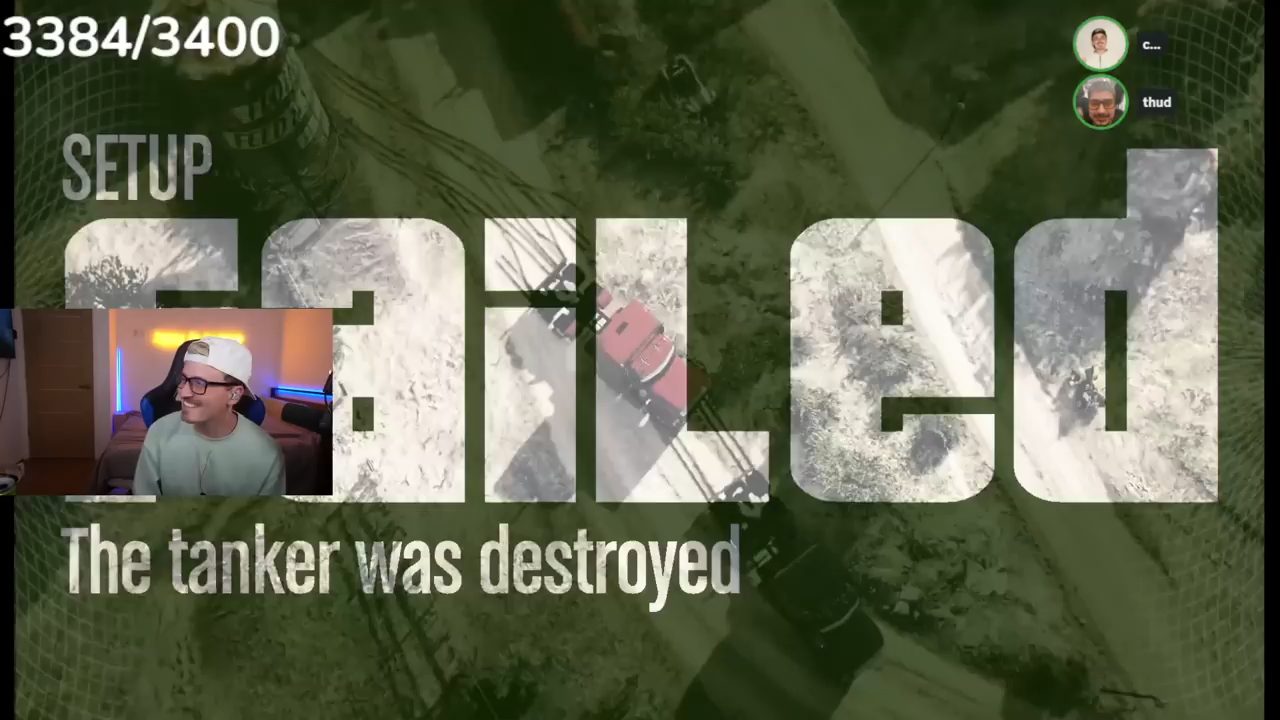 3384/3400
c...
thud
SETUP
FaiLed
The tanker was destroyed